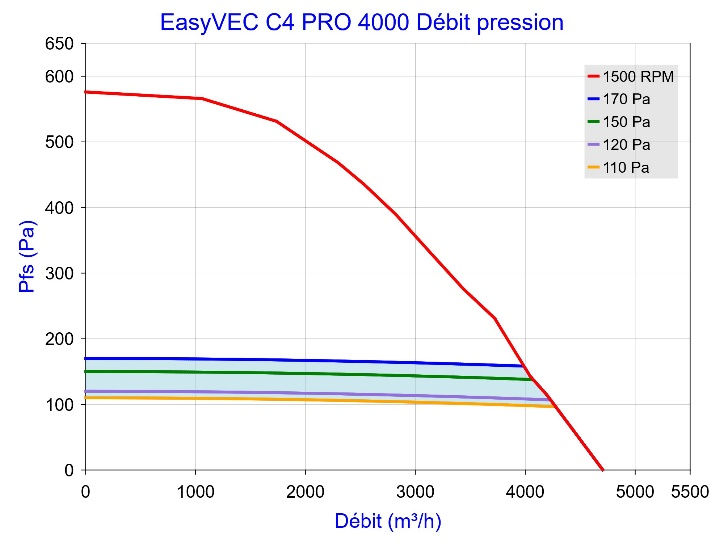 EasyVEC C4 PRO 4000 Débit pression
650
600
500
400
300
200
100
0
Pfs (Pa)
1500 RPM
170 Pa
150 Pa
120 Pa
110 Pa
0 1000 2000 3000 4000 5000 5500
Débit (m³/h)